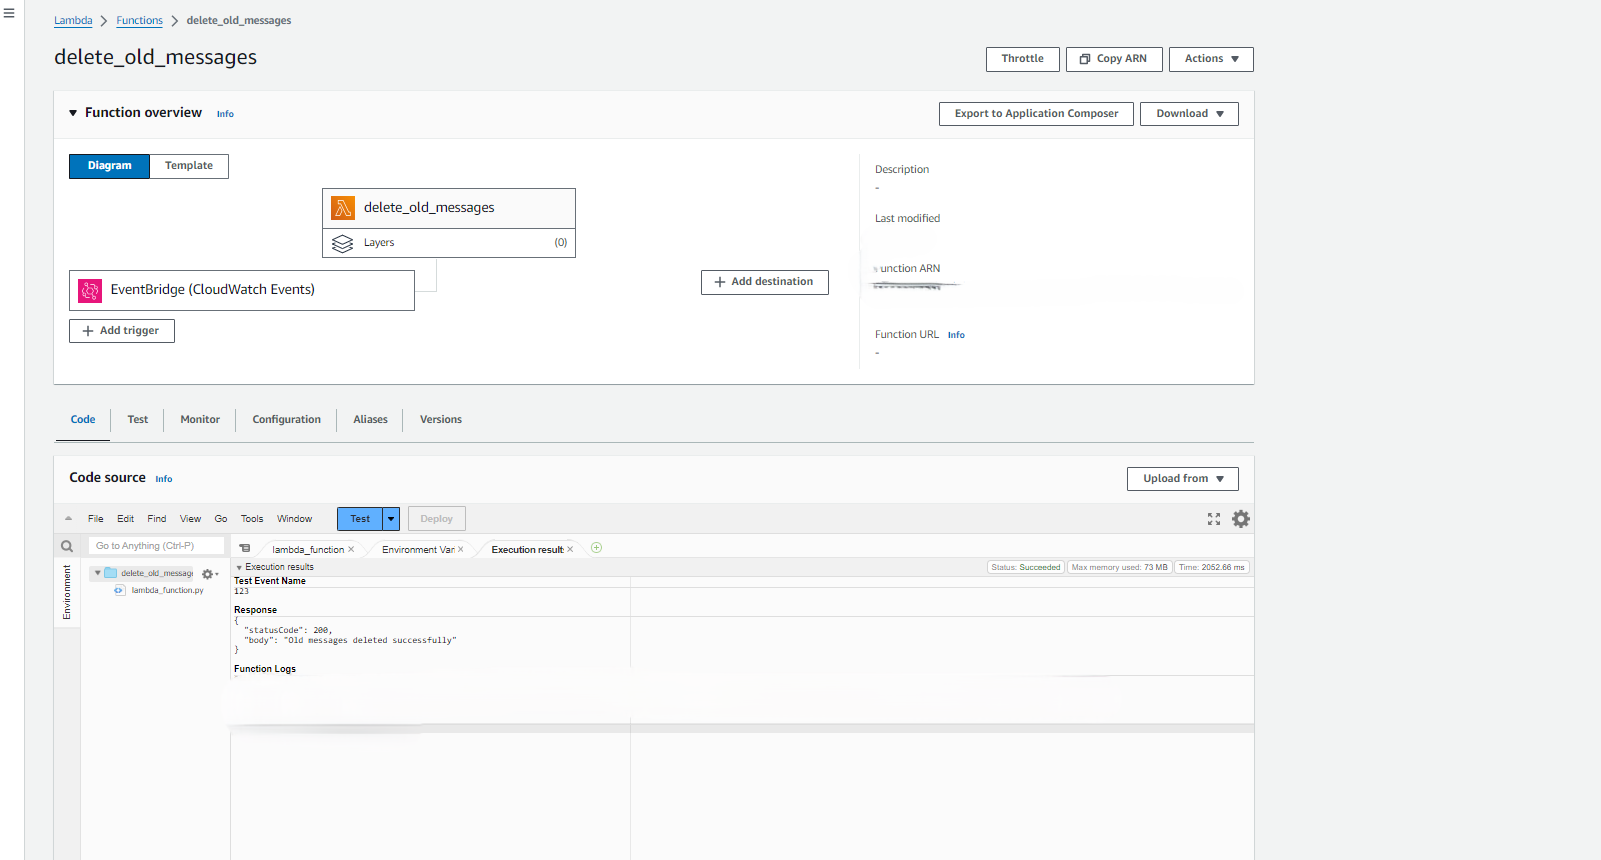 Lambda > Functions > delete_old_messages
delete_old_messages
Throttle
Copy ARN
Actions
Function overview Info
Export to Application Composer
Download
Diagram
Template
delete_old_messages
Layers (0)
EventBridge (CloudWatch Events)
+ Add trigger
+ Add destination
Description
-
Last modified
unction ARN
Function URL Info
-
Code
Test
Monitor
Configuration
Aliases
Versions
Code source Info
Upload from
File Edit Find View Go Tools Window
Test
Deploy
Go to Anything (Ctrl-P)
lambda_function
Environment Var
Execution result
Environment
delete_old_messag
lambda_function.py
Execution results
Status: Succeeded
Max memory used: 73 MB
Time: 2052.66 ms
Test Event Name
123
Response
{
"statusCode": 200,
"body": "Old messages deleted successfully"
}
Function Logs